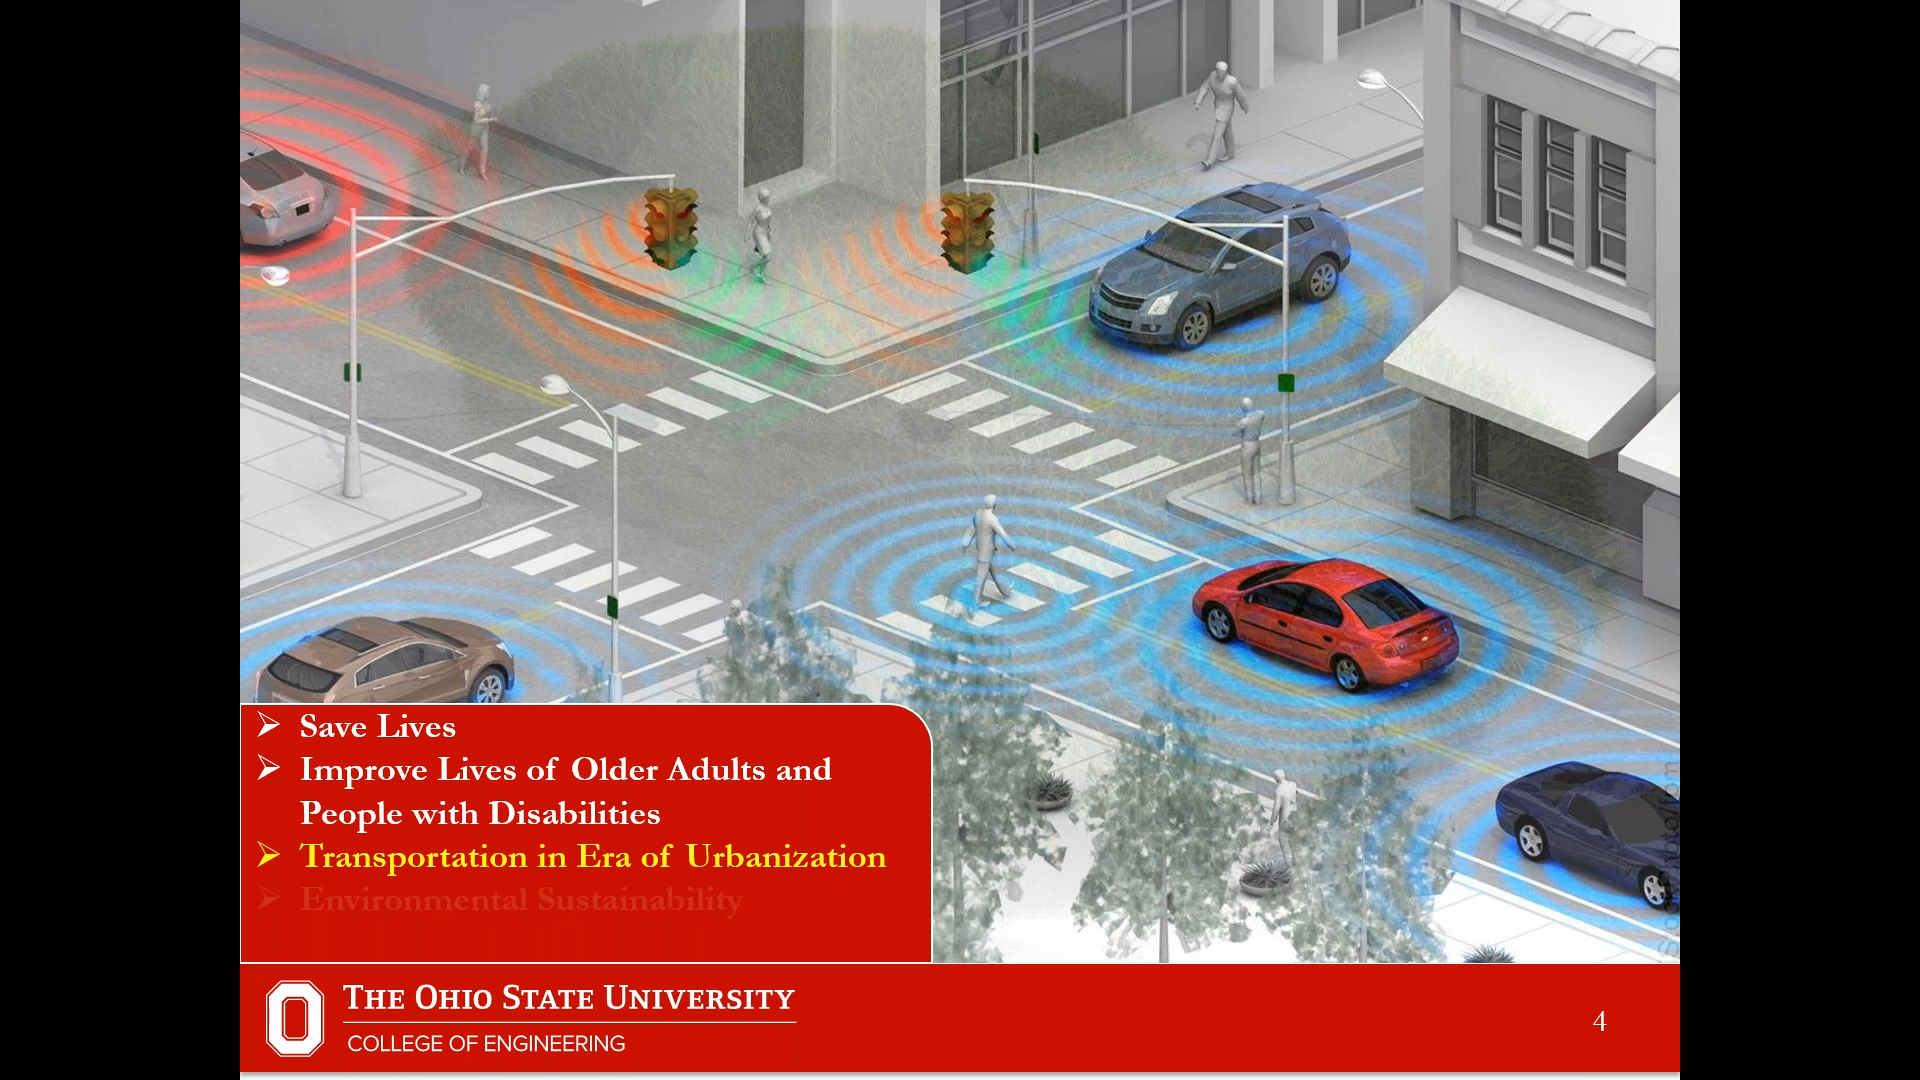 ➢ Save Lives
➢ Improve Lives of Older Adults and
People with Disabilities
➢ Transportation in Era of Urbanization
➢ Environmental Sustainability
THE OHIO STATE UNIVERSITY
COLLEGE OF ENGINEERING
4